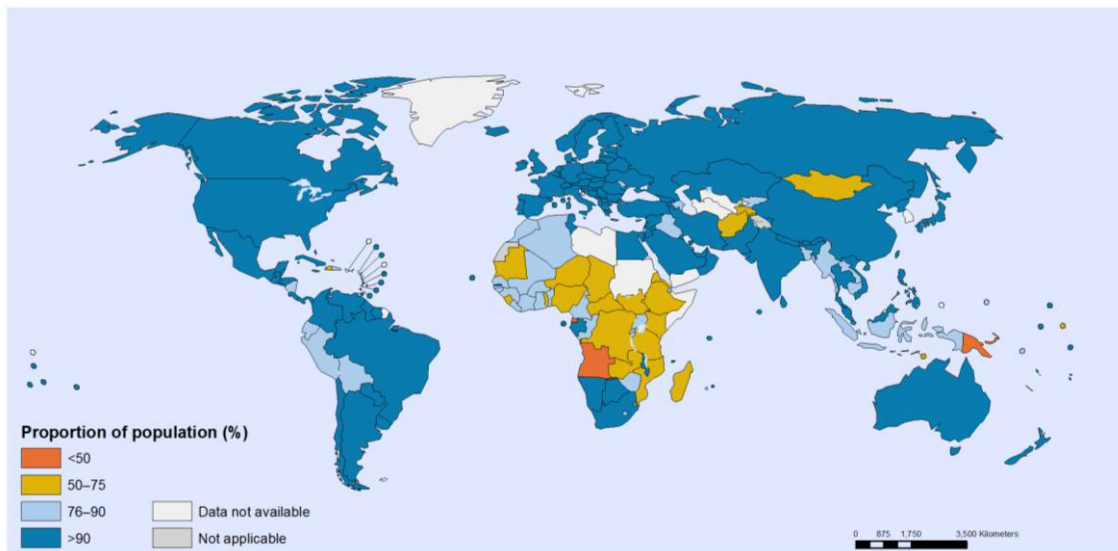 Proportion of population (%)
<50
50–75
76–90
>90
Data not available
Not applicable
0 875 1,750 3,500 Kilometers